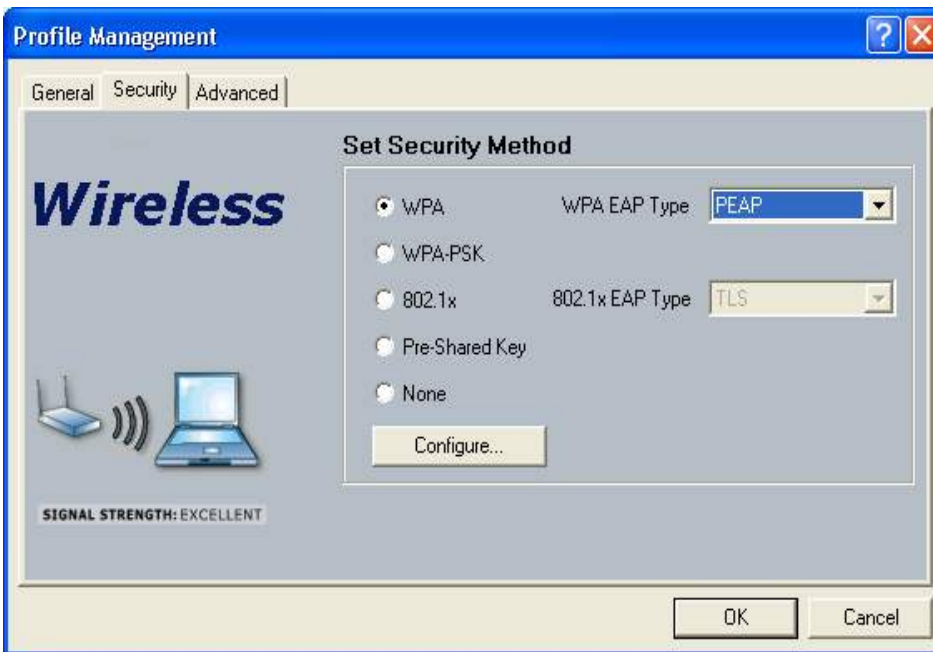 Profile Management
General Security Advanced
Wireless
Set Security Method
WPA WPA EAP Type PEAP
WPA-PSK
802.1x 802.1x EAP Type TLS
Pre-Shared Key
None
Configure...
SIGNAL STRENGTH: EXCELLENT
OK Cancel